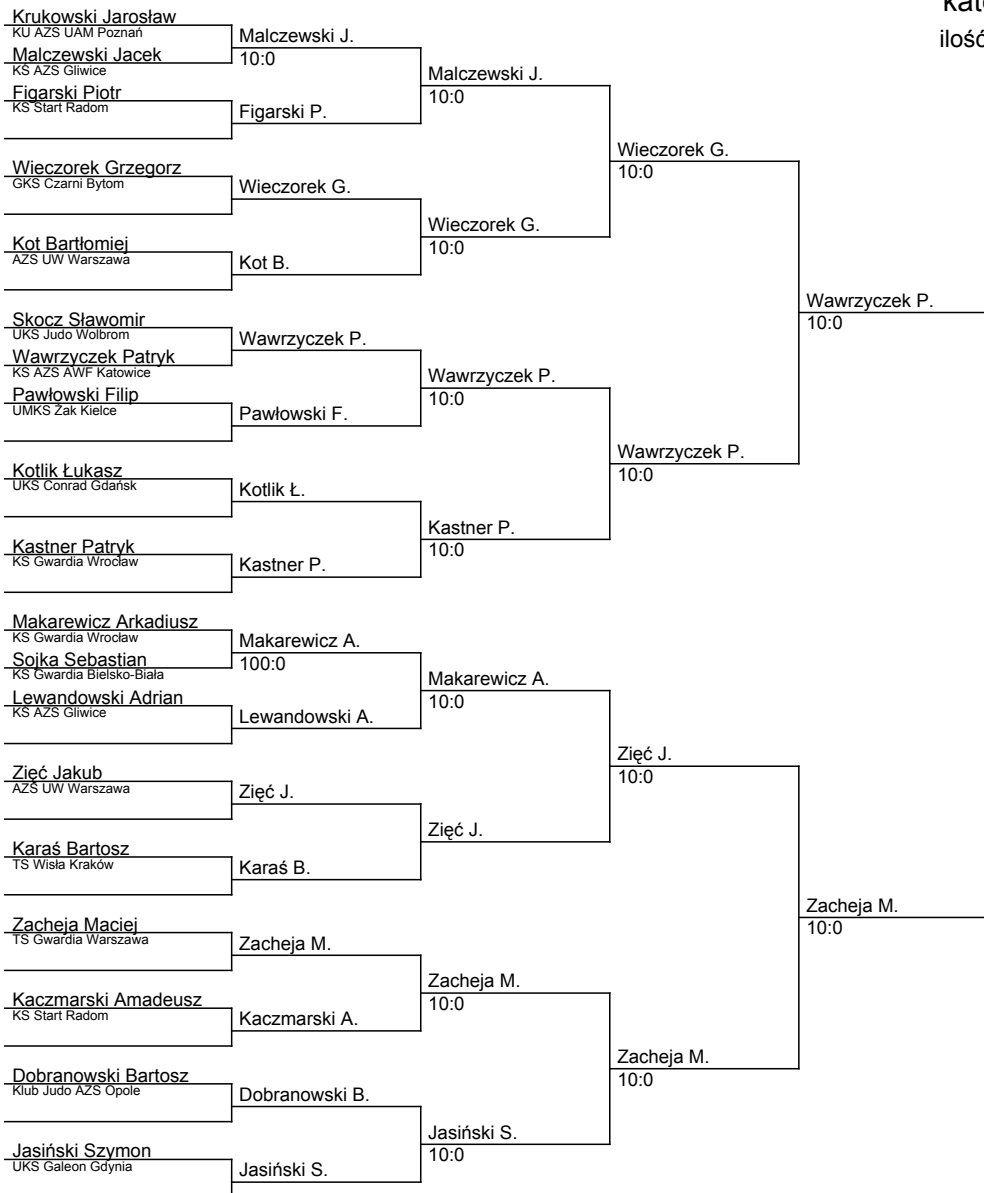 kate
ilość
Krukowski Jarosław
KU AZS UAM Poznań
Malczewski Jacek
KŚ AZS Gliwice
Figarski Piotr
KS Start Radom
Wieczorek Grzegorz
GKS Czarni Bytom
Kot Bartłomiej
AZS UW Warszawa
Skocz Sławomir
UKS Judo Wolbrom
Wawrzyczek Patryk
KS AZS AWF Katowice
Pawłowski Filip
UMKS Żak Kielce
Kotlik Łukasz
UKS Conrad Gdańsk
Kastner Patryk
KS Gwardia Wrocław
Makarewicz Arkadiusz
KS Gwardia Wrocław
Sojka Sebastian
KS Gwardia Bielsko-Biała
Lewandowski Adrian
KS AZS Gliwice
Zięć Jakub
AZS UW Warszawa
Karaś Bartosz
TS Wisła Kraków
Zacheja Maciej
TS Gwardia Warszawa
Kaczmarski Amadeusz
KS Start Radom
Dobranowski Bartosz
Klub Judo AZS Opole
Jasiński Szymon
UKS Galeon Gdynia
Malczewski J.
10:0
Figarski P.
Wieczorek G.
Kot B.
Wawrzyczek P.
Pawłowski F.
Kotlik Ł.
Kastner P.
Makarewicz A.
100:0
Lewandowski A.
Zięć J.
Karaś B.
Zacheja M.
Kaczmarski A.
Dobranowski B.
Jasiński S.
Malczewski J.
10:0
Wieczorek G.
10:0
Wawrzyczek P.
10:0
Kastner P.
10:0
Makarewicz A.
10:0
Zięć J.
Zacheja M.
10:0
Jasiński S.
10:0
Wieczorek G.
10:0
Wawrzyczek P.
10:0
Zięć J.
10:0
Zacheja M.
10:0
Wawrzyczek P.
10:0
Zacheja M.
10:0